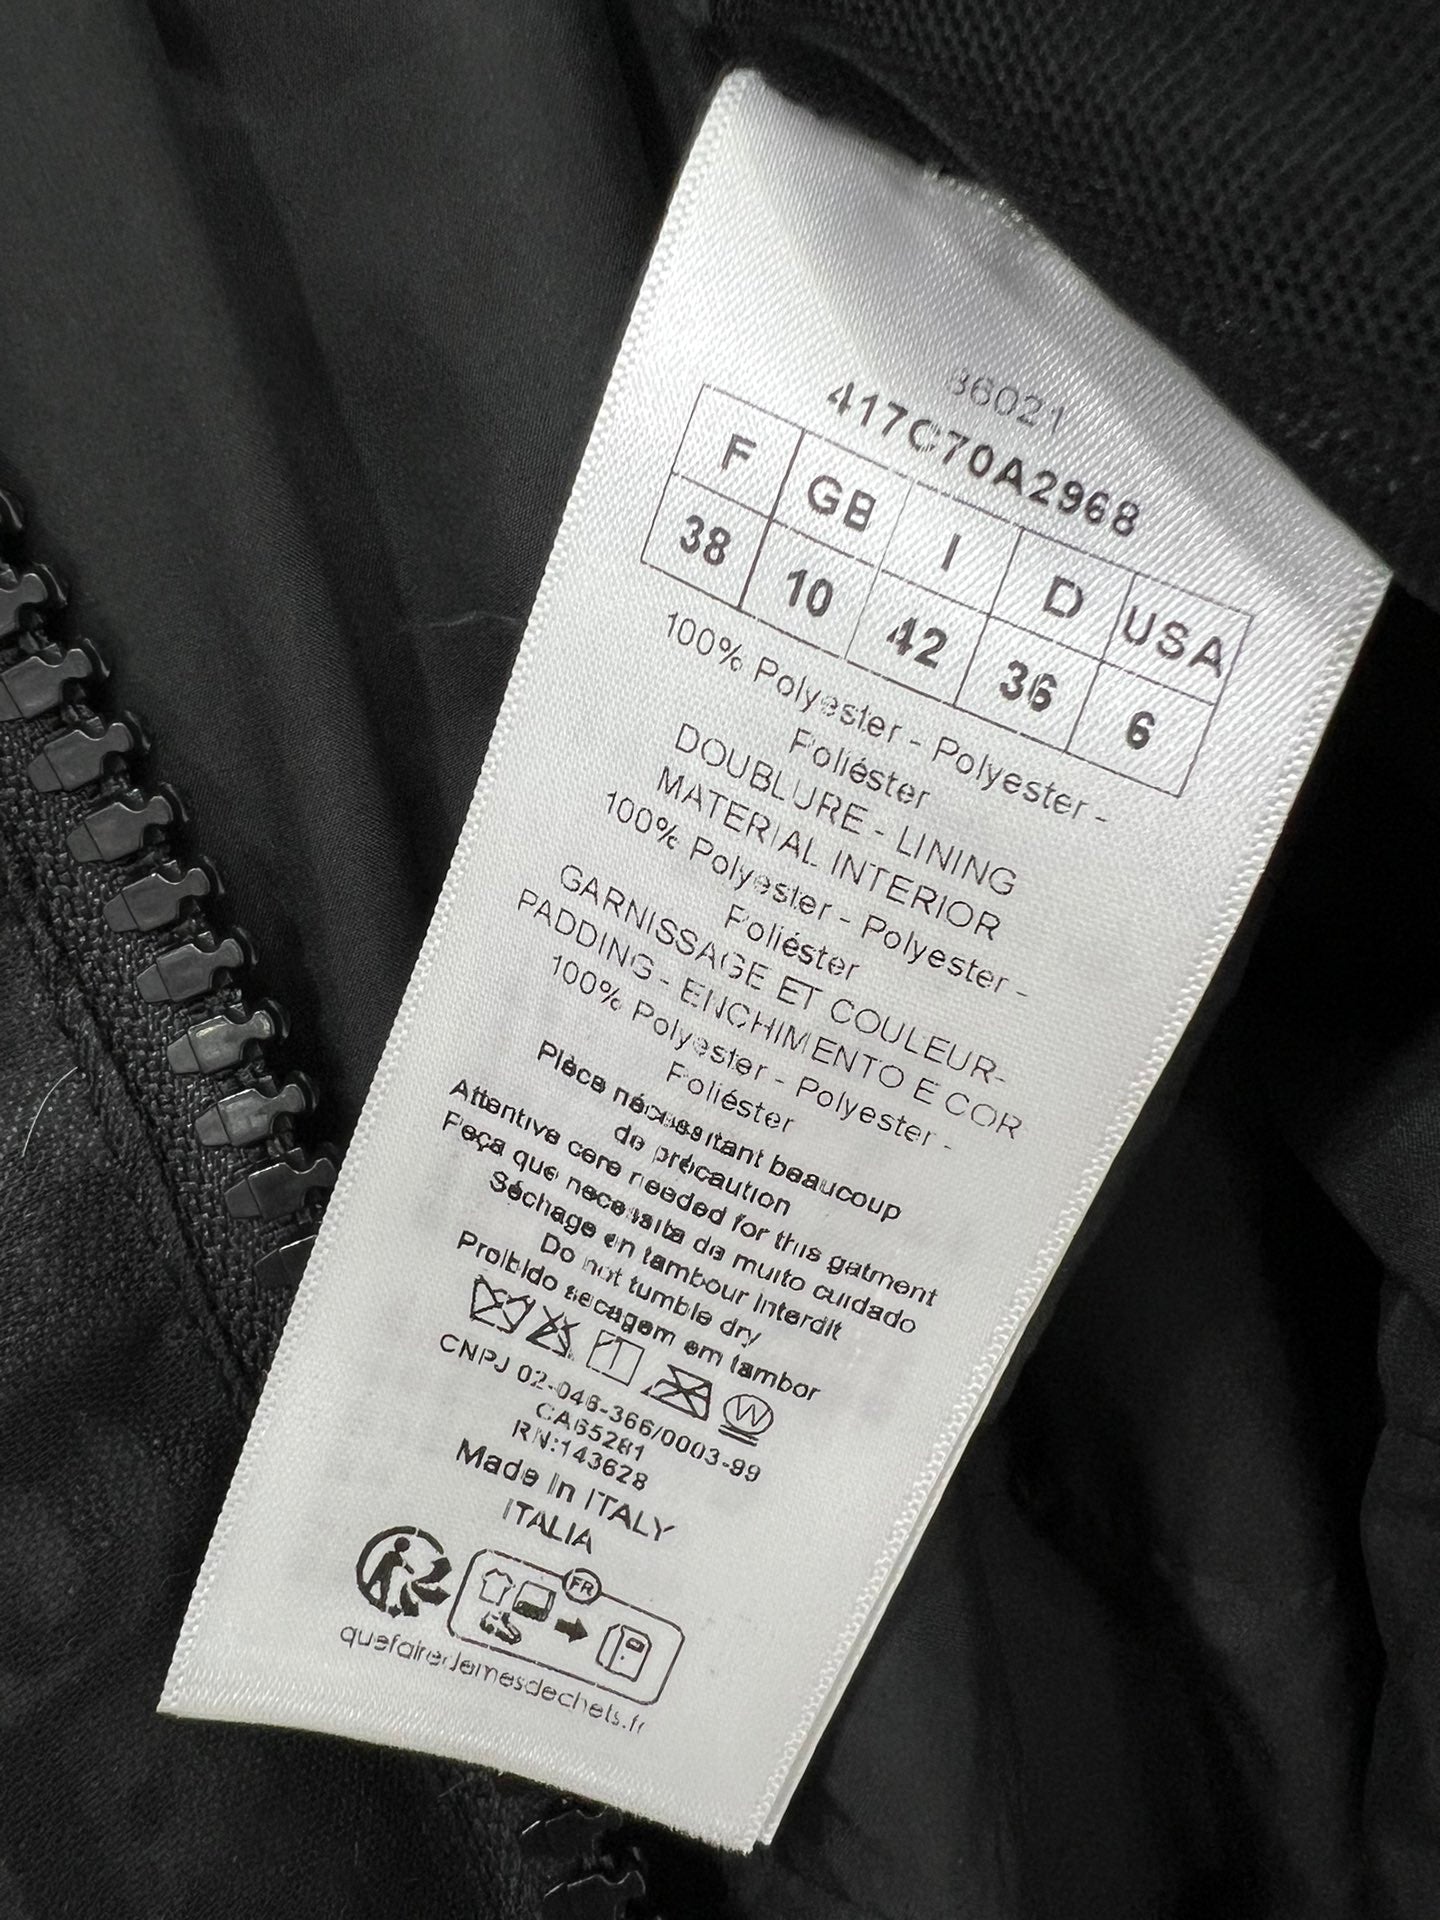 36021
417C70A2968
F GB I D USA
38 10 42 36 6
100% Polyester - Polyester -
Poliéster
DOUBLURE - LINING
MATERIAL INTERIOR
100% Polyester - Polyester -
Poliéster
GARNISSAGE ET COULEUR-
PADDING - ENCHIMENTO E COR
100% Polyester - Polyester -
Poliéster
Pièce nécessitant beaucoup
de précaution
Attentive care needed for this garment
Peça que necessita de muito cuidado
Séchage en tambour interdit
Do not tumble dry
Proibido secagem em tambor
W
CNPJ 02-046-366/0003-99
CA65281
RN:143628
Made in ITALY
ITALIA
FR
quefairedemesdechets.fr